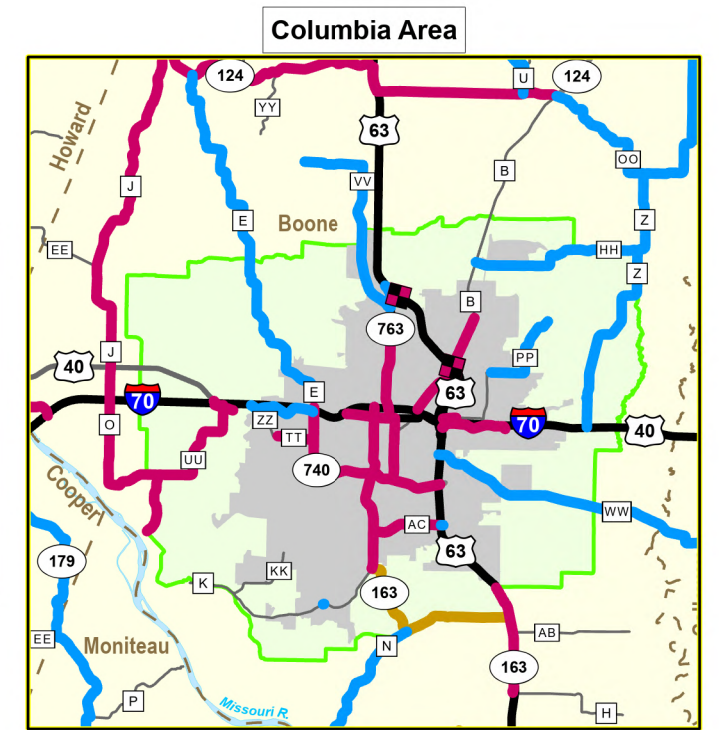 Columbia Area
124
U
124
YY
63
Howard
OO
VV
B
J
E
Z
Boone
EE
HH
Z
B
763
J
PP
40
E
63
70
O
ZZ
70
40
TT
UU
740
Cooper
WW
AC
63
179
KK
K
163
EE
AB
Moniteau
N
163
P
Missouri R.
H